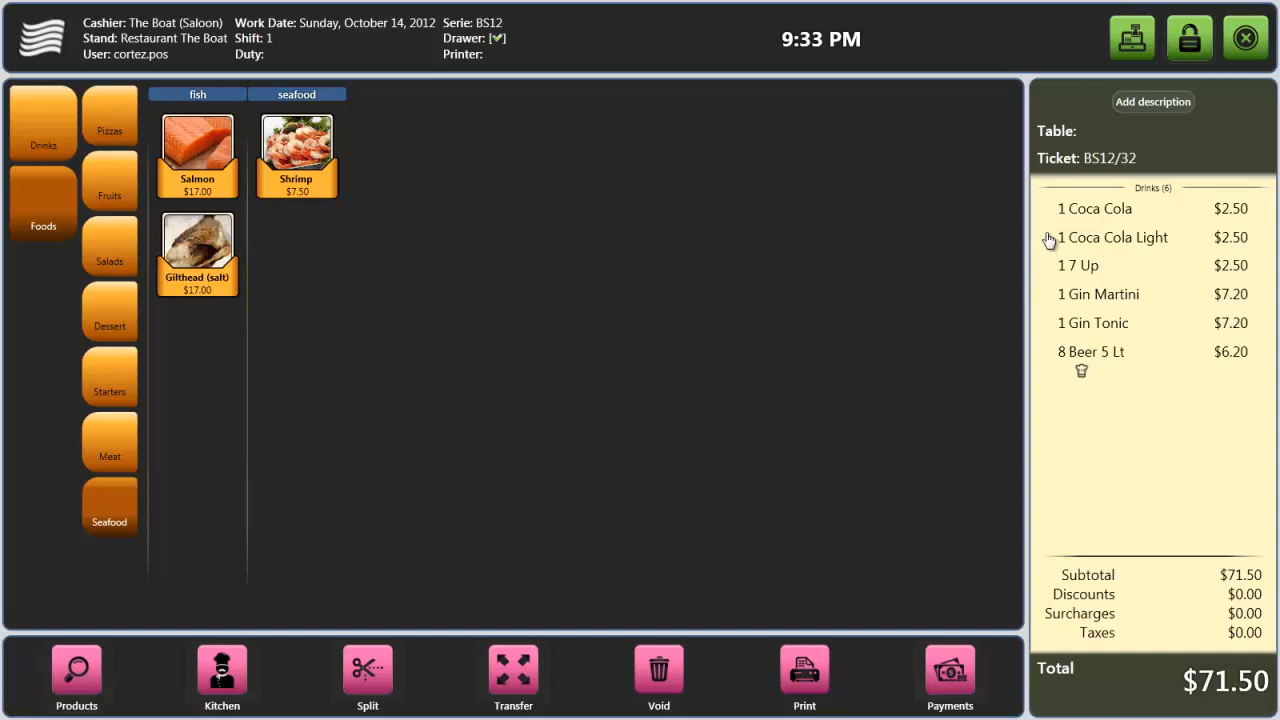 Cashier: The Boat (Saloon) Work Date: Sunday, October 14, 2012 Serie: BS12
Stand: Restaurant The Boat Shift: 1 Drawer: [✔]
User: cortez.pos Duty: Printer:
9:33 PM
Drinks
Foods
Pizzas
Fruits
Salads
Dessert
Starters
Meat
Seafood
fish
seafood
Salmon
$17.00
Shrimp
$7.50
Gilthead (salt)
$17.00
Add description
Table:
Ticket: BS12/32
Drinks (6)
1 Coca Cola $2.50
1 Coca Cola Light $2.50
1 7 Up $2.50
1 Gin Martini $7.20
1 Gin Tonic $7.20
8 Beer 5 Lt $6.20
Subtotal $71.50
Discounts $0.00
Surcharges $0.00
Taxes $0.00
Total $71.50
Products
Kitchen
Split
Transfer
Void
Print
Payments